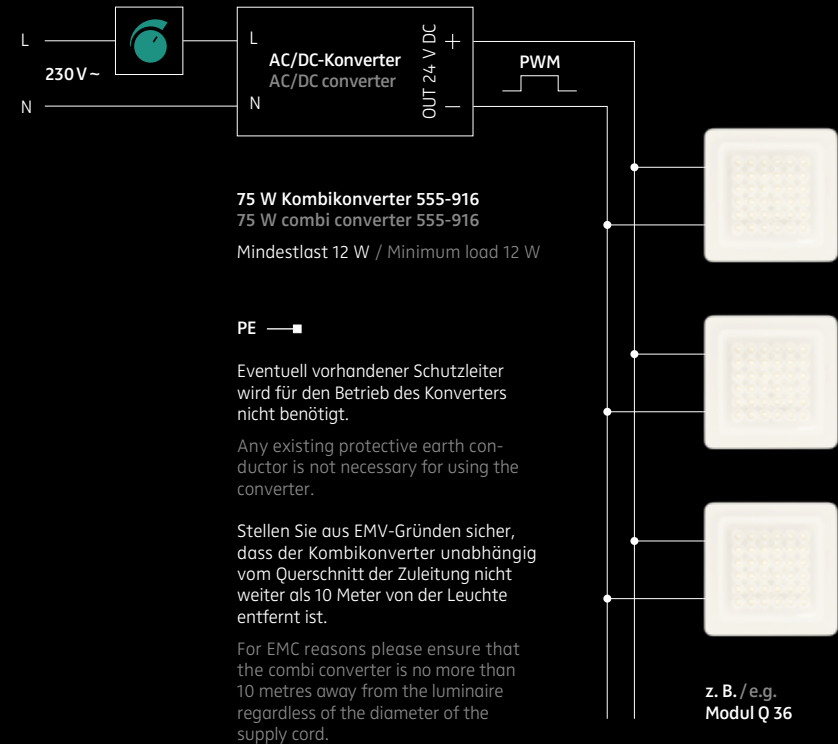 L
230 V ~
N
L
N
AC/DC-Konverter
AC/DC converter
OUT 24 V DC
+
−
PWM
75 W Kombikonverter 555-916
75 W combi converter 555-916
Mindestlast 12 W / Minimum load 12 W
PE
Eventuell vorhandener Schutzleiter
wird für den Betrieb des Konverters
nicht benötigt.
Any existing protective earth con-
ductor is not necessary for using the
converter.
Stellen Sie aus EMV-Gründen sicher,
dass der Kombikonverter unabhängig
vom Querschnitt der Zuleitung nicht
weiter als 10 Meter von der Leuchte
entfernt ist.
For EMC reasons please ensure that
the combi converter is no more than
10 metres away from the luminaire
regardless of the diameter of the
supply cord.
z. B. / e.g.
Modul Q 36